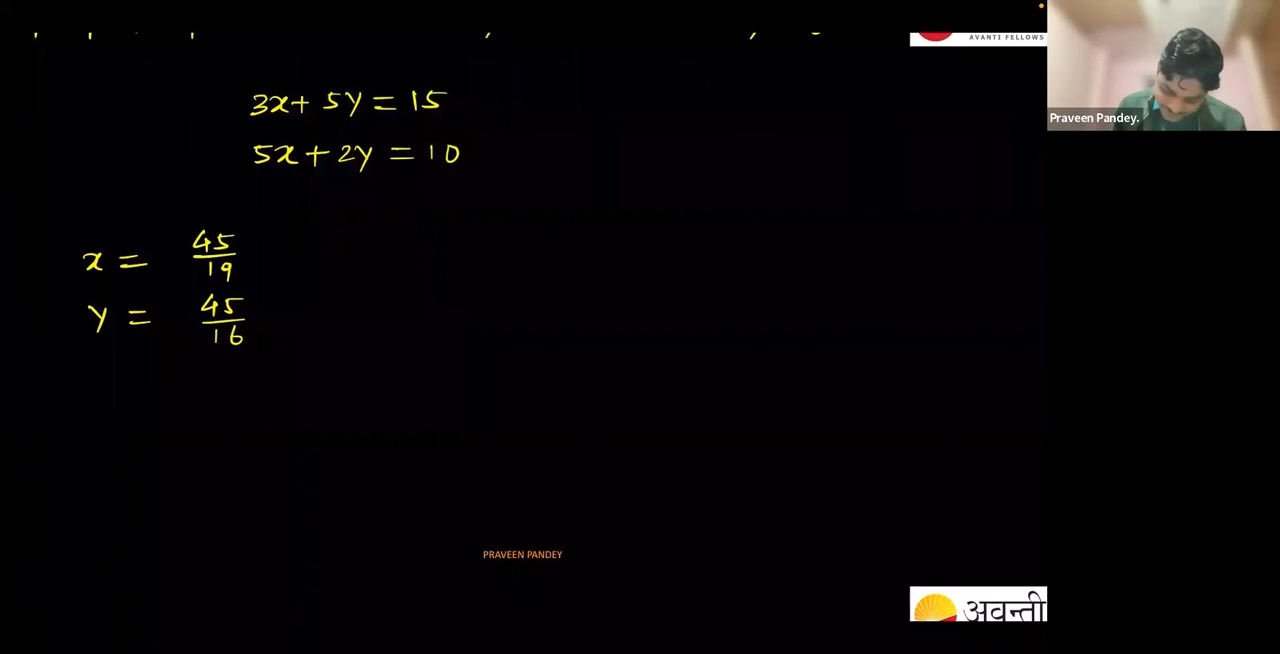 AVANTI FELLOWS
Praveen Pandey.
3x + 5y = 15
5x + 2y = 10
x = 45/19
y = 45/16
PRAVEEN PANDEY
अवन्ती